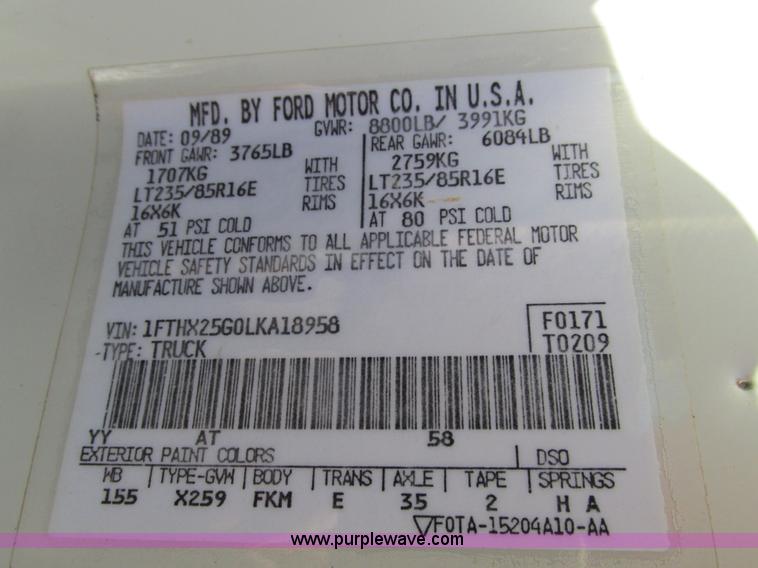 MFD. BY FORD MOTOR CO. IN U.S.A.
DATE: 09/89 GVWR: 8800LB/ 3991KG
FRONT GAWR: 3765LB REAR GAWR: 6084LB
1707KG WITH 2759KG WITH
LT235/85R16E TIRES LT235/85R16E TIRES
16X6K RIMS 16X6K RIMS
AT 51 PSI COLD AT 80 PSI COLD
THIS VEHICLE CONFORMS TO ALL APPLICABLE FEDERAL MOTOR
VEHICLE SAFETY STANDARDS IN EFFECT ON THE DATE OF
MANUFACTURE SHOWN ABOVE.
VIN: 1FTHX25G0LKA18958 F0171
TYPE: TRUCK T0209
YY AT 58
EXTERIOR PAINT COLORS DSO
WB TYPE-GVW BODY TRANS AXLE TAPE SPRINGS
155 X259 FKM E 35 2 H A
F0TA-15204A10-AA
www.purplewave.com